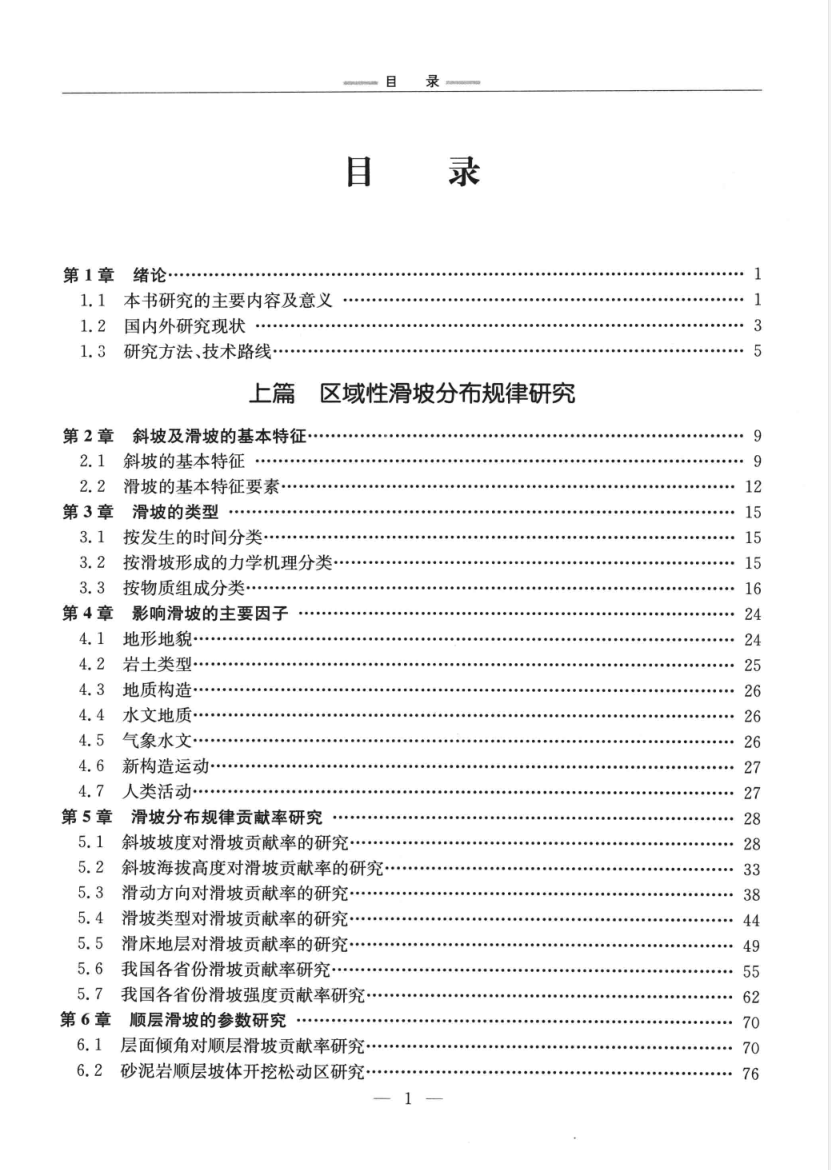 目 录
目 录
第1章 绪论…… 1
1.1 本书研究的主要内容及意义…… 1
1.2 国内外研究现状…… 3
1.3 研究方法、技术路线…… 5
上篇 区域性滑坡分布规律研究
第2章 斜坡及滑坡的基本特征…… 9
2.1 斜坡的基本特征…… 9
2.2 滑坡的基本特征要素…… 12
第3章 滑坡的类型…… 15
3.1 按发生的时间分类…… 15
3.2 按滑坡形成的力学机理分类…… 15
3.3 按物质组成分类…… 16
第4章 影响滑坡的主要因子…… 24
4.1 地形地貌…… 24
4.2 岩土类型…… 25
4.3 地质构造…… 26
4.4 水文地质…… 26
4.5 气象水文…… 26
4.6 新构造运动…… 27
4.7 人类活动…… 27
第5章 滑坡分布规律贡献率研究…… 28
5.1 斜坡坡度对滑坡贡献率的研究…… 28
5.2 斜坡海拔高度对滑坡贡献率的研究…… 33
5.3 滑动方向对滑坡贡献率的研究…… 38
5.4 滑坡类型对滑坡贡献率的研究…… 44
5.5 滑床地层对滑坡贡献率的研究…… 49
5.6 我国各省份滑坡贡献率研究…… 55
5.7 我国各省份滑坡强度贡献率研究…… 62
第6章 顺层滑坡的参数研究…… 70
6.1 层面倾角对顺层滑坡贡献率研究…… 70
6.2 砂泥岩顺层坡体开挖松动区研究…… 76
— 1 —